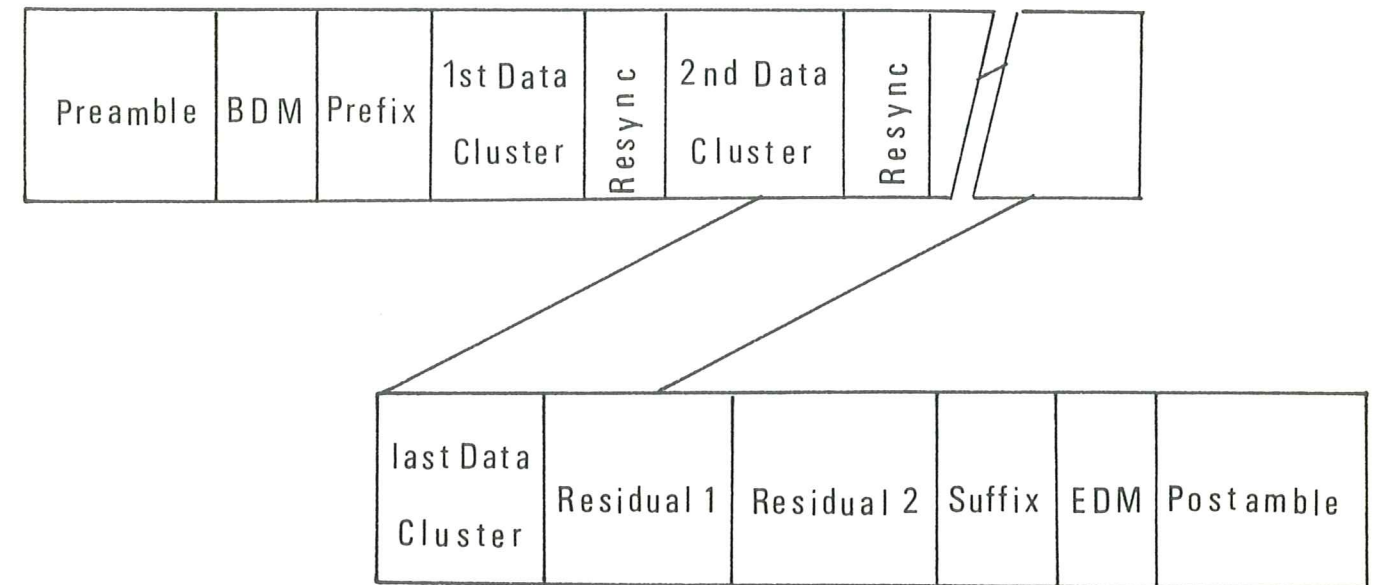 Preamble
BDM
Prefix
1st Data
Cluster
Resync
2nd Data
Cluster
Resync
last Data
Cluster
Residual 1
Residual 2
Suffix
EDM
Postamble